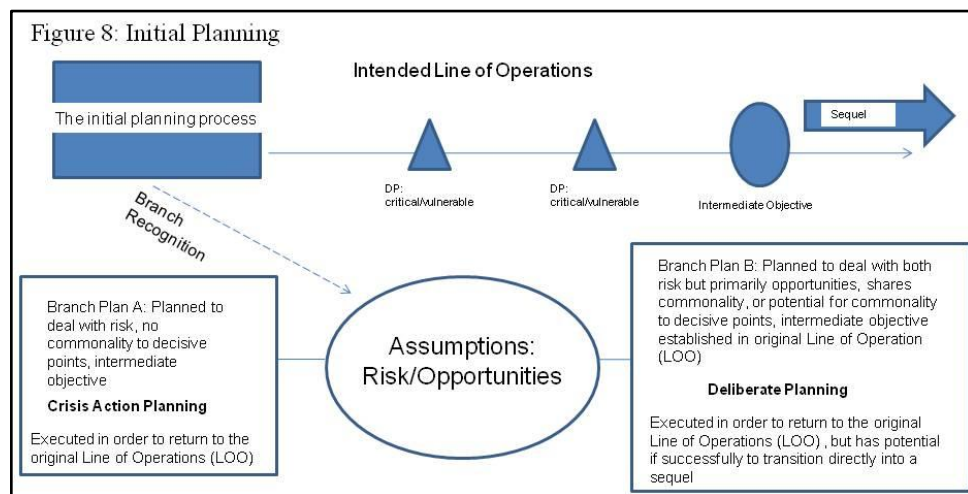 Figure 8: Initial Planning
Intended Line of Operations
The initial planning process
Sequel
DP:
critical/vulnerable
DP:
critical/vulnerable
Intermediate Objective
Branch
Recognition
Branch Plan A: Planned to
deal with risk, no
commonality to decisive
points, intermediate
objective
Crisis Action Planning
Executed in order to return to the
original Line of Operations (LOO)
Assumptions:
Risk/Opportunities
Branch Plan B: Planned to deal with both
risk but primarily opportunities, shares
commonality, or potential for commonality
to decisive points, intermediate objective
established in original Line of Operation
(LOO)
Deliberate Planning
Executed in order to return to the original
Line of Operations (LOO) , but has potential
if successfully to transition directly into a
sequel